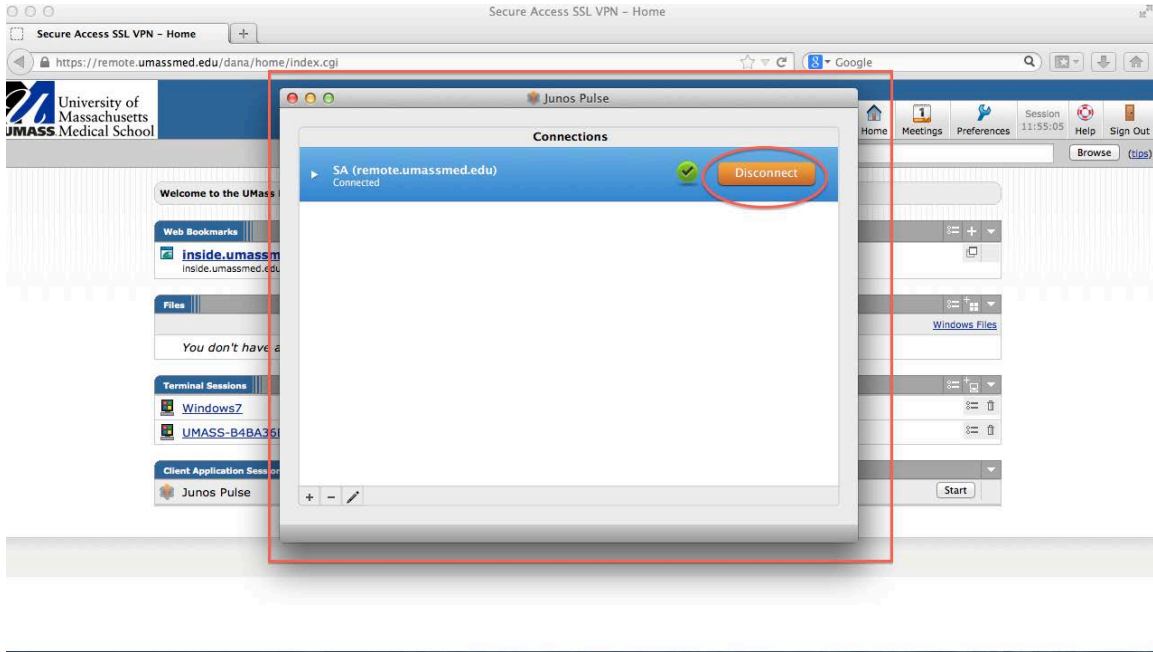 Secure Access SSL VPN – Home
Secure Access SSL VPN – Home
https://remote.umassmed.edu/dana/home/index.cgi
Google
University of
Massachusetts
UMASS Medical School
Junos Pulse
Home Meetings Preferences Session 11:55:05 Help Sign Out
Connections
Browse (tips)
SA (remote.umassmed.edu)
Connected
Disconnect
Welcome to the UMass
Web Bookmarks
inside.umassm
inside.umassmed.edu
Files
Windows Files
You don't have a
Terminal Sessions
Windows7
UMASS-B4BA36
Client Application Session
Junos Pulse
Start